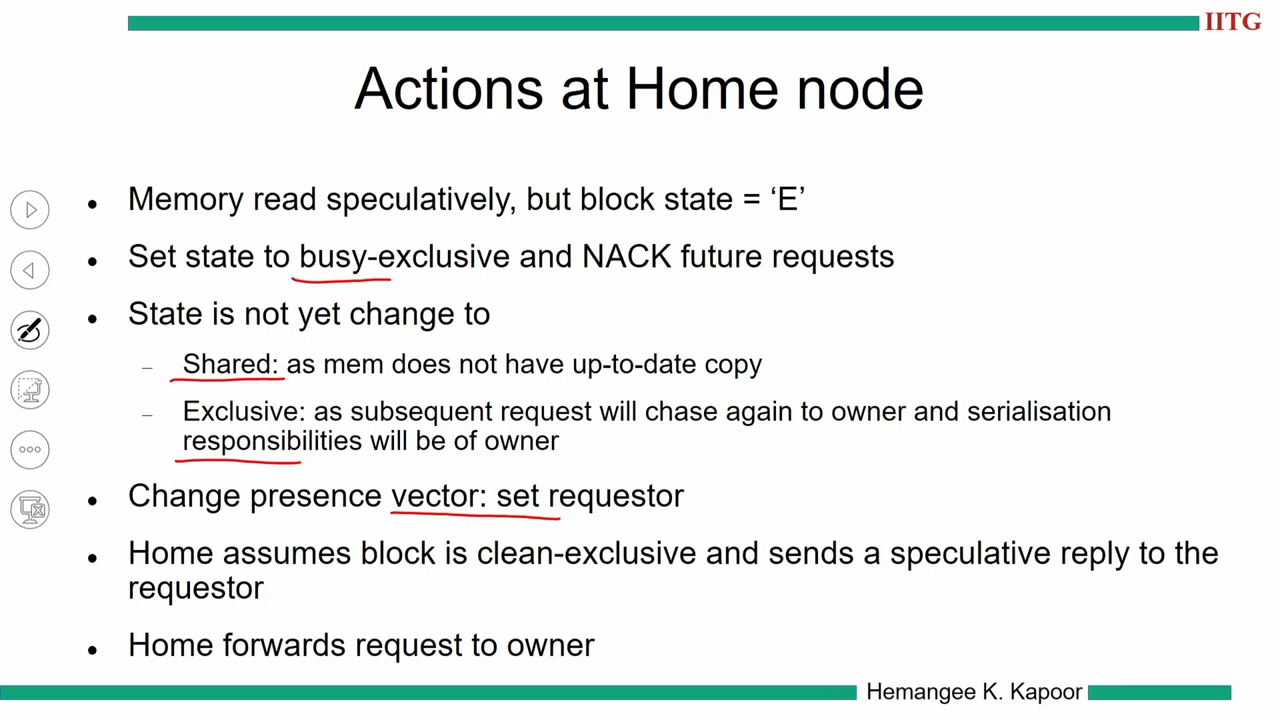 IITG
Actions at Home node
• Memory read speculatively, but block state = ‘E’
• Set state to busy-exclusive and NACK future requests
• State is not yet change to
– Shared: as mem does not have up-to-date copy
– Exclusive: as subsequent request will chase again to owner and serialisation
responsibilities will be of owner
• Change presence vector: set requestor
• Home assumes block is clean-exclusive and sends a speculative reply to the
requestor
• Home forwards request to owner
Hemangee K. Kapoor